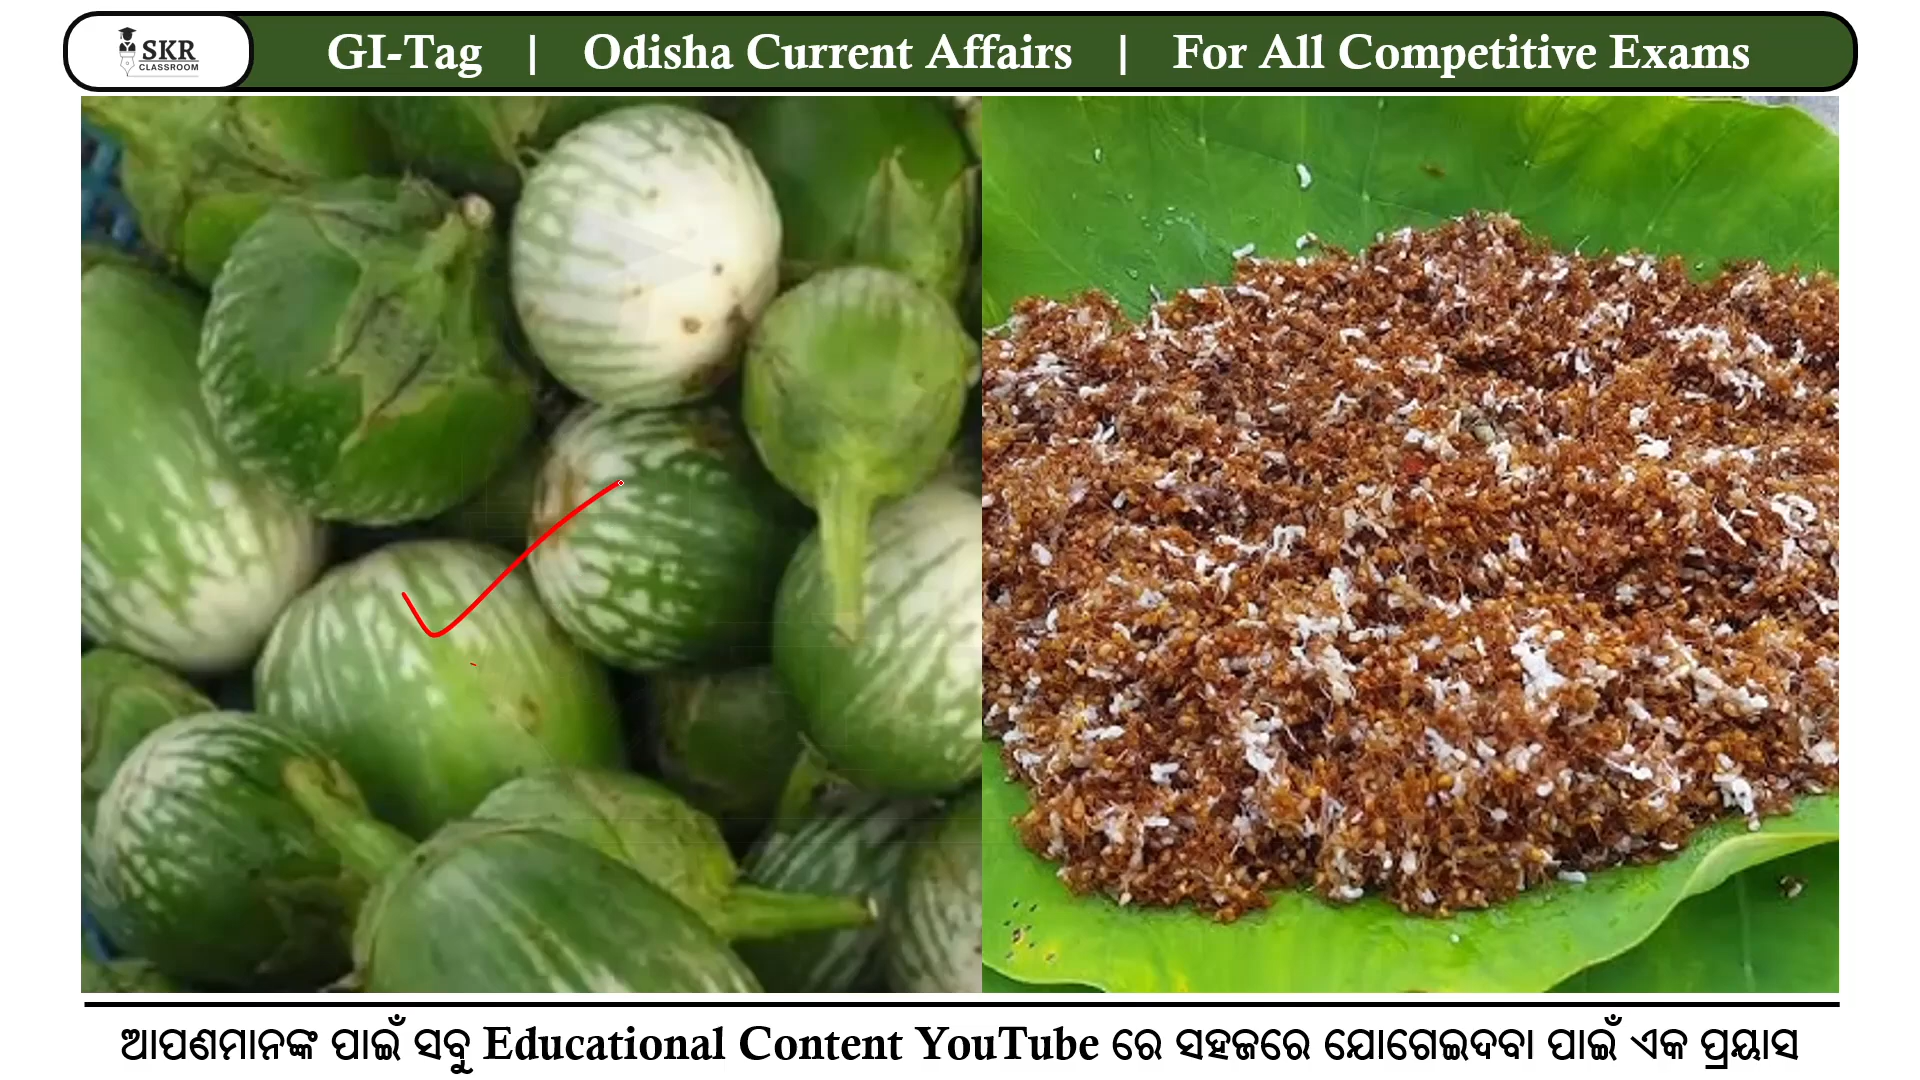 SKR
CLASSROOM
GI-Tag | Odisha Current Affairs | For All Competitive Exams
ଆପଣମାନଙ୍କ ପାଇଁ ସବୁ Educational Content YouTube ରେ ସହଜରେ ଯୋଗେଇଦବା ପାଇଁ ଏକ ପ୍ରୟାସ